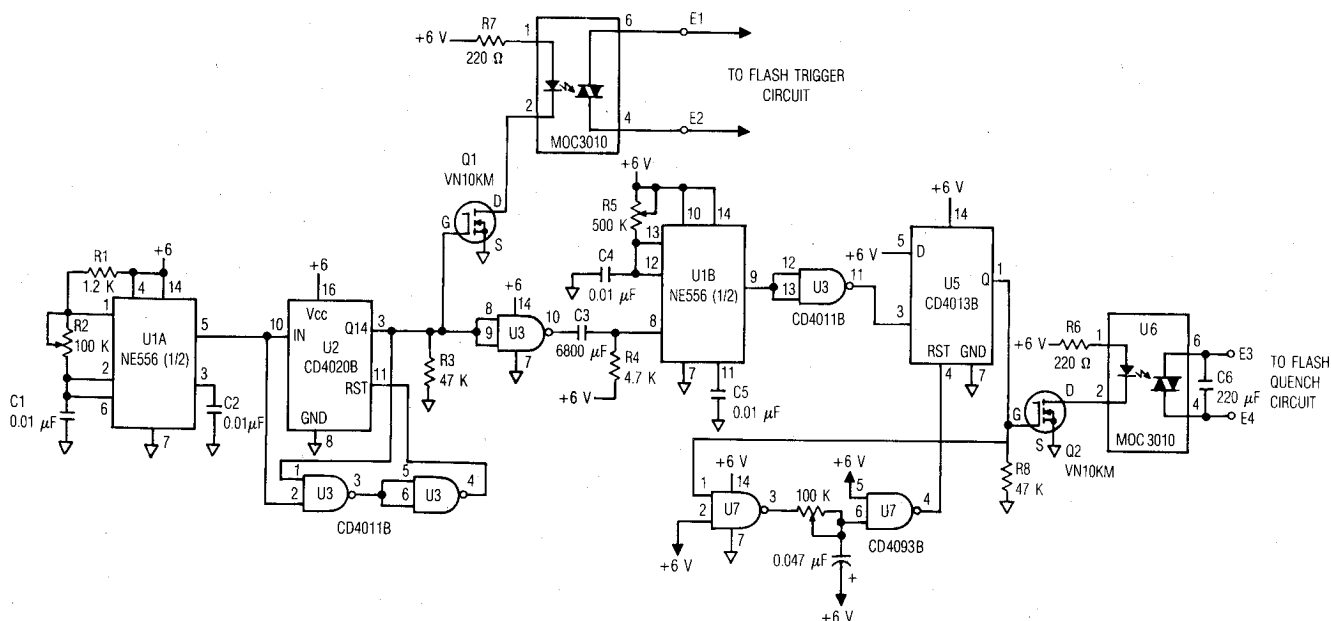 +6 V
R7
220 Ω
1
2
6
4
MOC3010
E1
E2
TO FLASH TRIGGER
CIRCUIT
Q1
VN10KM
G
D
S
+6
R1
1.2 K
4
14
1
R2
100 K
2
6
C1
0.01 µF
U1A
NE556 (1/2)
5
3
7
C2
0.01µF
+6
16
10
IN
Vcc
Q14
U2
CD4020B
RST
GND
8
3
11
R3
47 K
1
2
U3
3
5
6
U3
4
CD4011B
+6
14
8
9
U3
10
7
C3
6800 µF
R4
4.7 K
+6 V
+6 V
R5
500 K
C4
0.01 µF
13
12
8
10
14
U1B
NE556 (1/2)
9
7
11
C5
0.01 µF
12
13
U3
11
CD4011B
+6 V
14
+6 V
5
D
3
U5
CD4013B
Q
1
RST
GND
4
7
+6 V
1
2
14
U7
3
7
+6 V
100 K
0.047 µF
+
+6 V
+6 V
5
6
U7
4
CD4093B
R8
47 K
G
D
S
Q2
VN10KM
R6
+6 V
220 Ω
1
2
U6
MOC 3010
6
4
E3
C6
220 µF
E4
TO FLASH
QUENCH
CIRCUIT